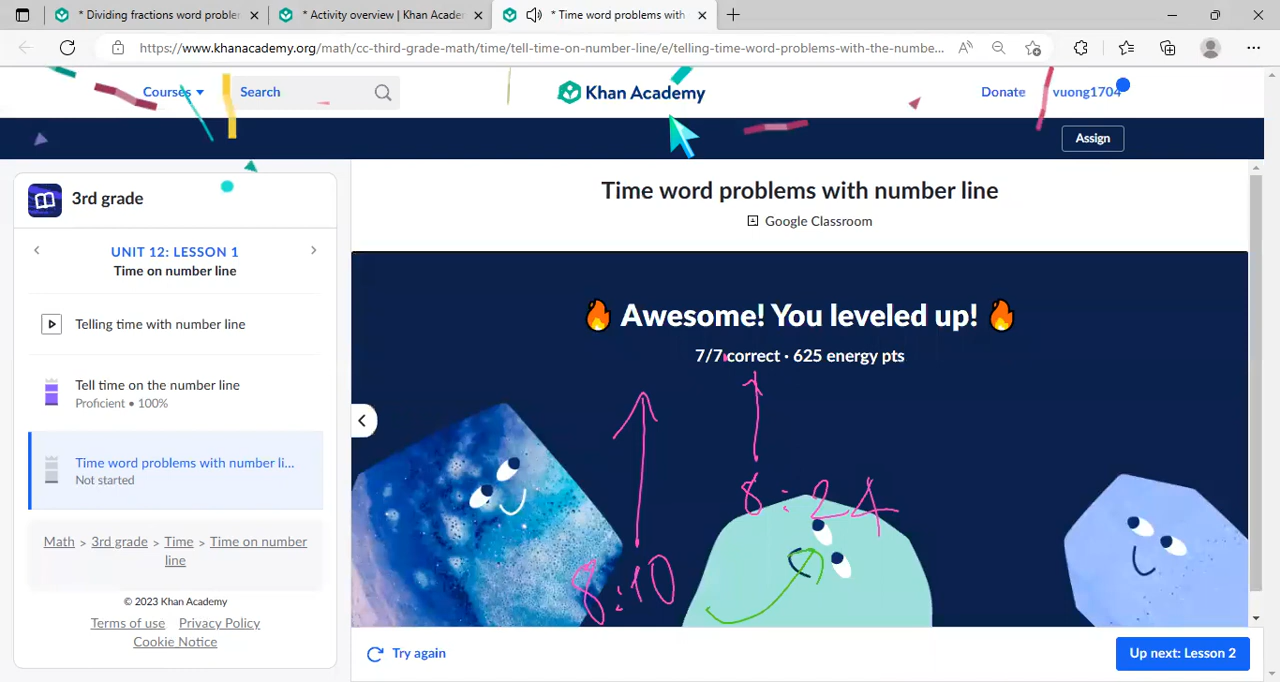 * Dividing fractions word probler
* Activity overview | Khan Acade
* Time word problems with
https://www.khanacademy.org/math/cc-third-grade-math/time/tell-time-on-number-line/e/telling-time-word-problems-with-the-numbe...
Courses
Search
Khan Academy
Donate
vuong1704
Assign
3rd grade
UNIT 12: LESSON 1
Time on number line
Telling time with number line
Tell time on the number line
Proficient • 100%
Time word problems with number li...
Not started
Math > 3rd grade > Time > Time on number
line
© 2023 Khan Academy
Terms of use Privacy Policy
Cookie Notice
Time word problems with number line
Google Classroom
Awesome! You leveled up!
7/7 correct · 625 energy pts
8:24
8:10
Try again
Up next: Lesson 2